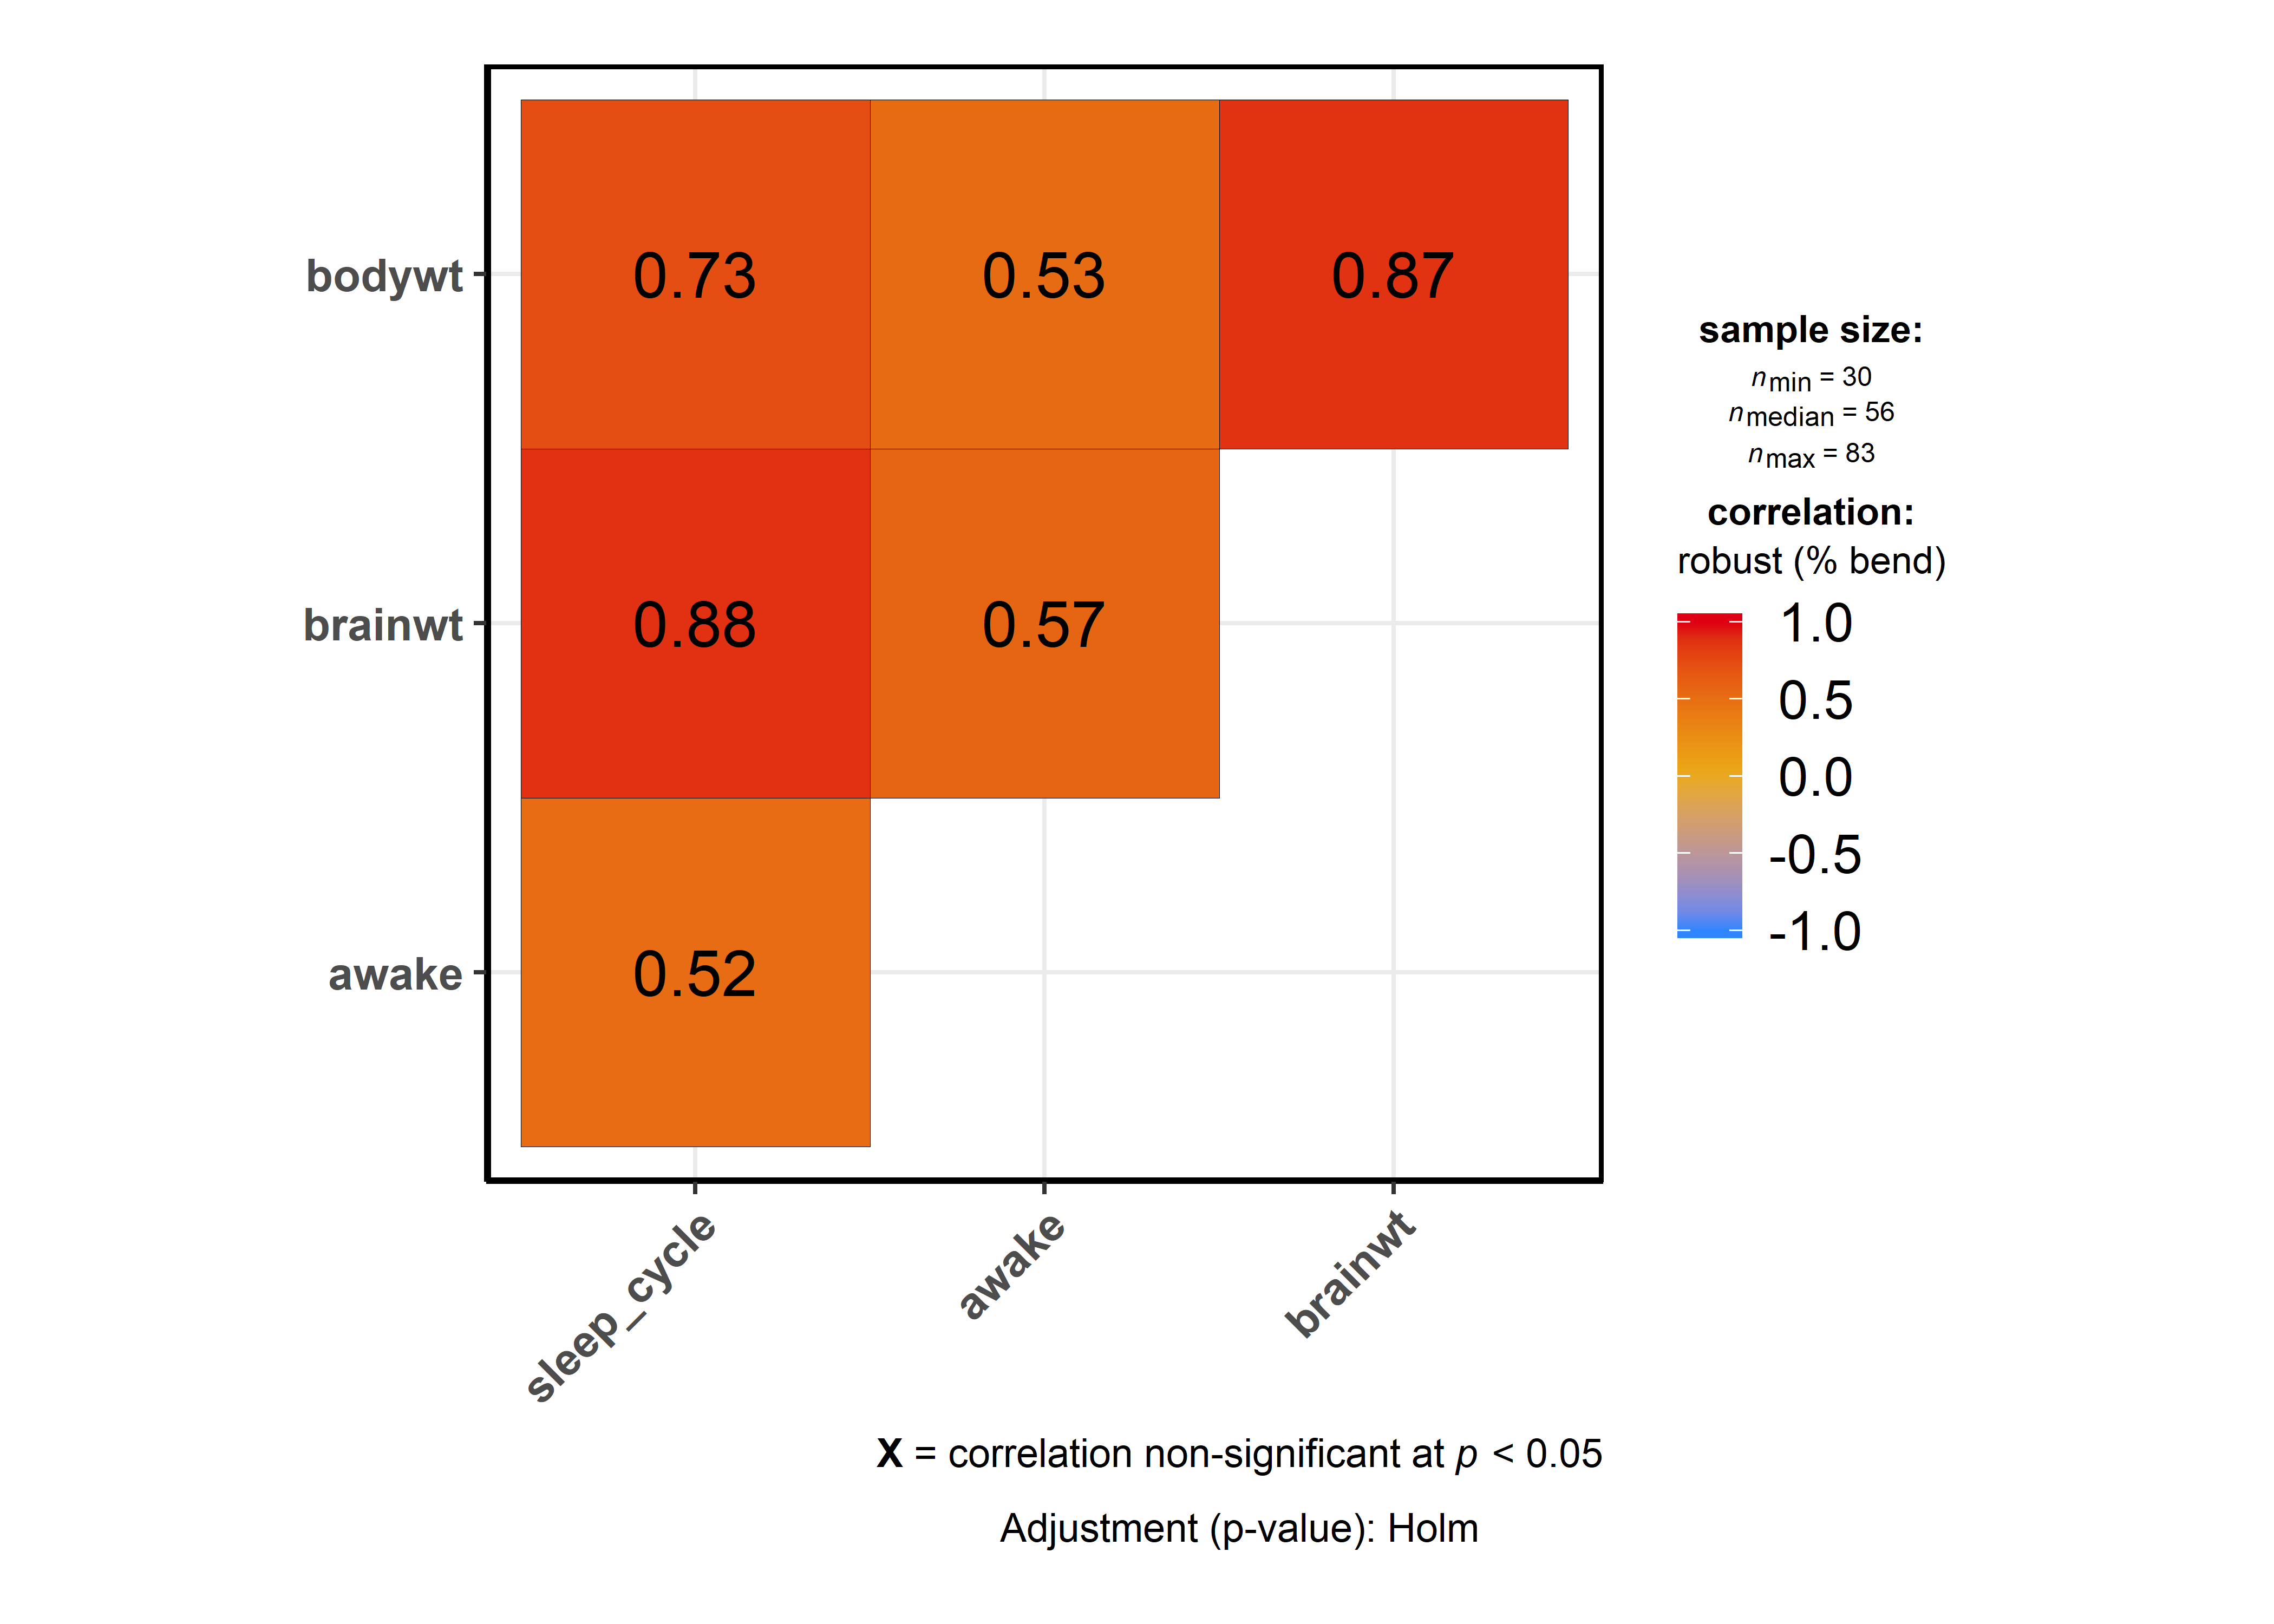 bodywt
0.73
0.53
0.87
brainwt
0.88
0.57
awake
0.52
sleep_cycle
awake
brainwt
sample size:
nmin = 30
nmedian = 56
nmax = 83
correlation:
robust (% bend)
1.0
0.5
0.0
-0.5
-1.0
X = correlation non-significant at p < 0.05
Adjustment (p-value): Holm